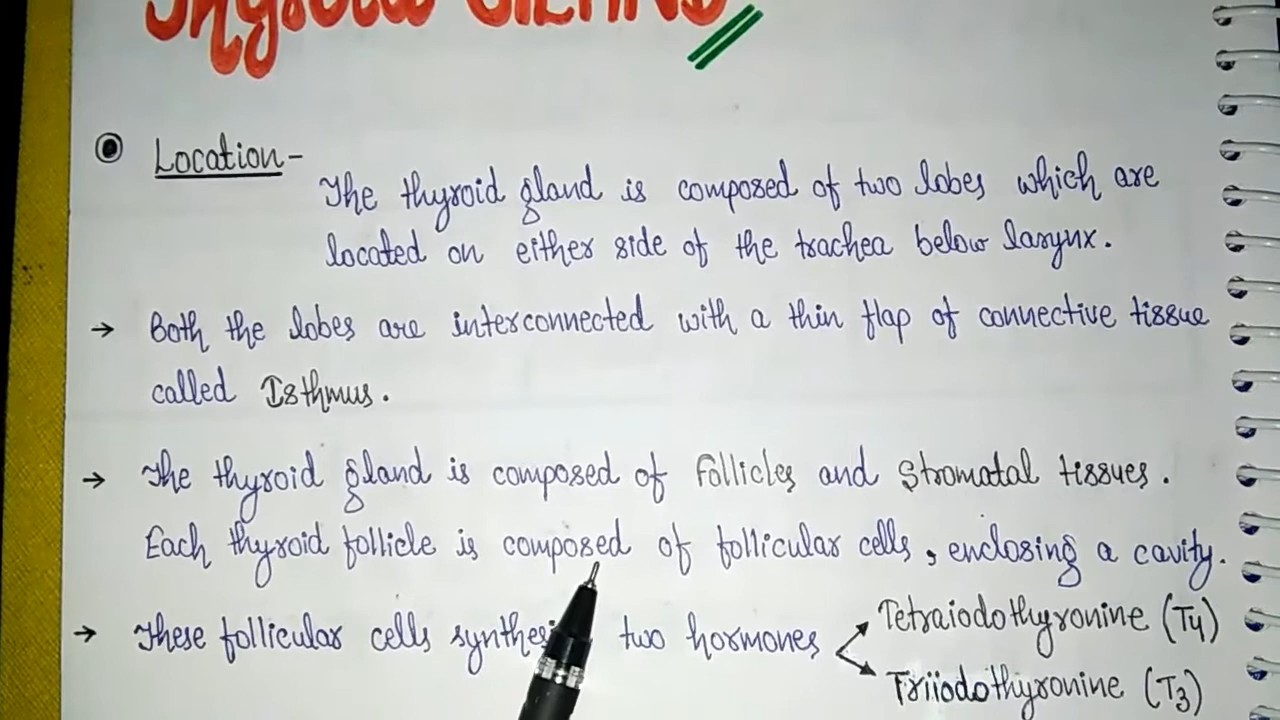 Thyroid GLAND
Location -
The thyroid gland is composed of two lobes which are
located on either side of the trachea below larynx.
→ Both the lobes are interconnected with a thin flap of connective tissue
called Isthmus.
→ The thyroid gland is composed of Follicles and Stromatal tissues.
Each thyroid follicle is composed of follicular cells, enclosing a cavity.
→ These follicular cells two hormones
Tetraiodothyronine (T4)
Triiodothyronine (T3)